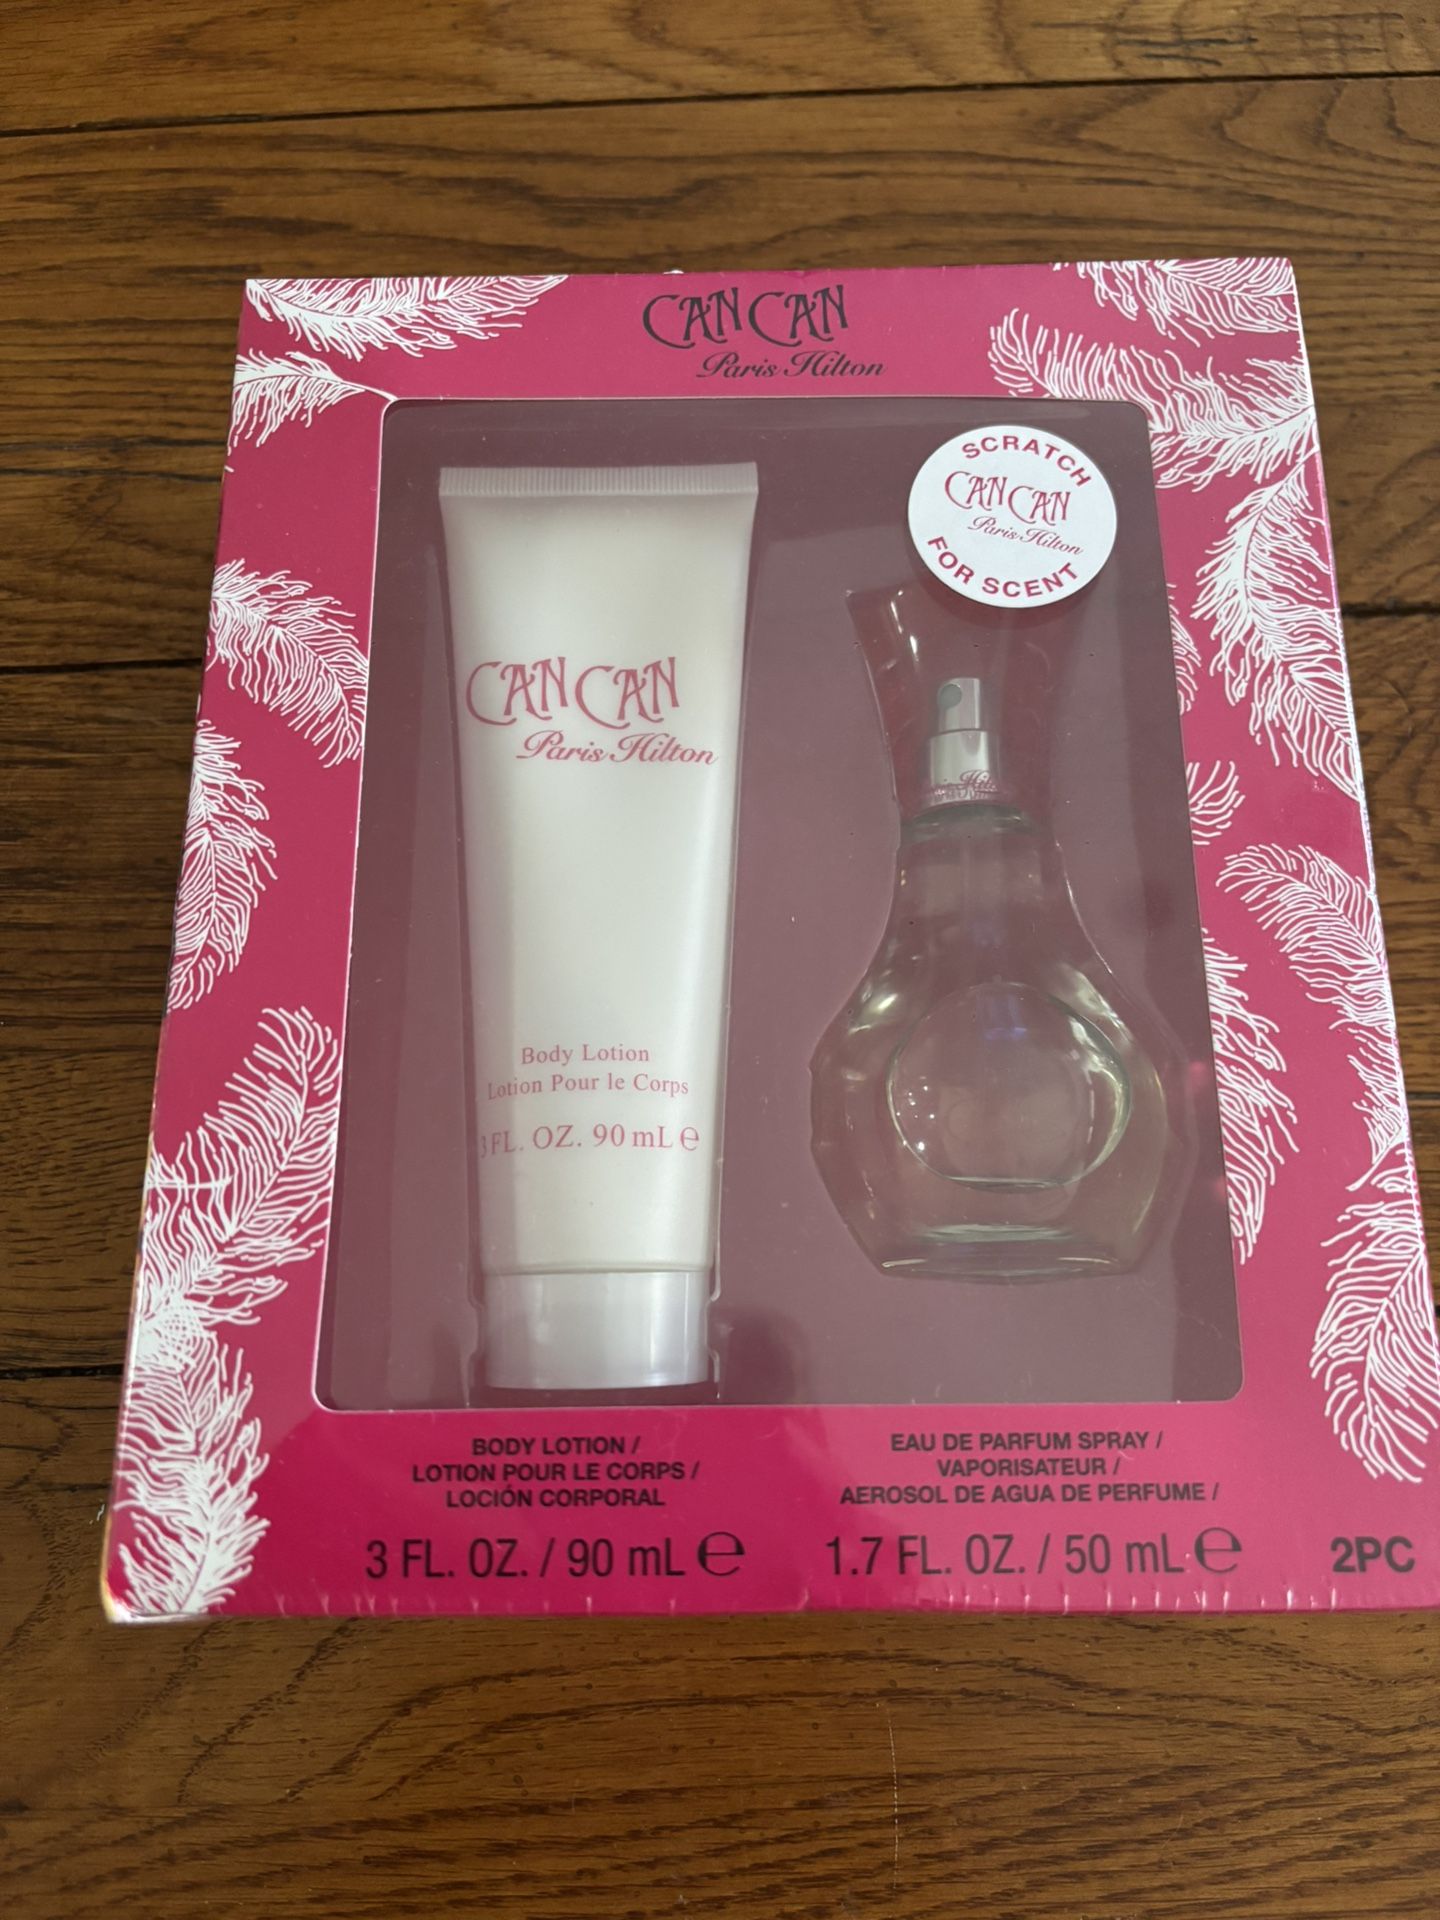 CAN CAN
Paris Hilton
SCRATCH
CAN CAN
Paris Hilton
FOR SCENT
CAN CAN
Paris Hilton
Body Lotion
Lotion Pour le Corps
3 FL. OZ. 90 mL ℮
BODY LOTION /
LOTION POUR LE CORPS /
LOCIÓN CORPORAL
3 FL. OZ. / 90 mL ℮
EAU DE PARFUM SPRAY /
VAPORISATEUR /
AEROSOL DE AGUA DE PERFUME /
1.7 FL. OZ. / 50 mL ℮
2PC